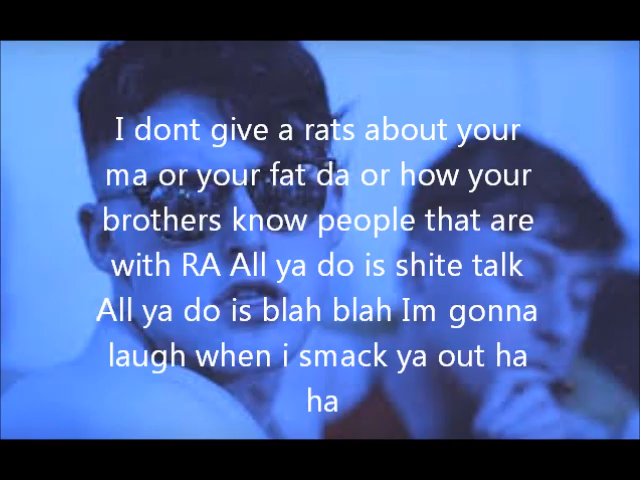 I dont give a rats about your
ma or your fat da or how your
brothers know people that are
with RA All ya do is shite talk
All ya do is blah blah Im gonna
laugh when i smack ya out ha
ha